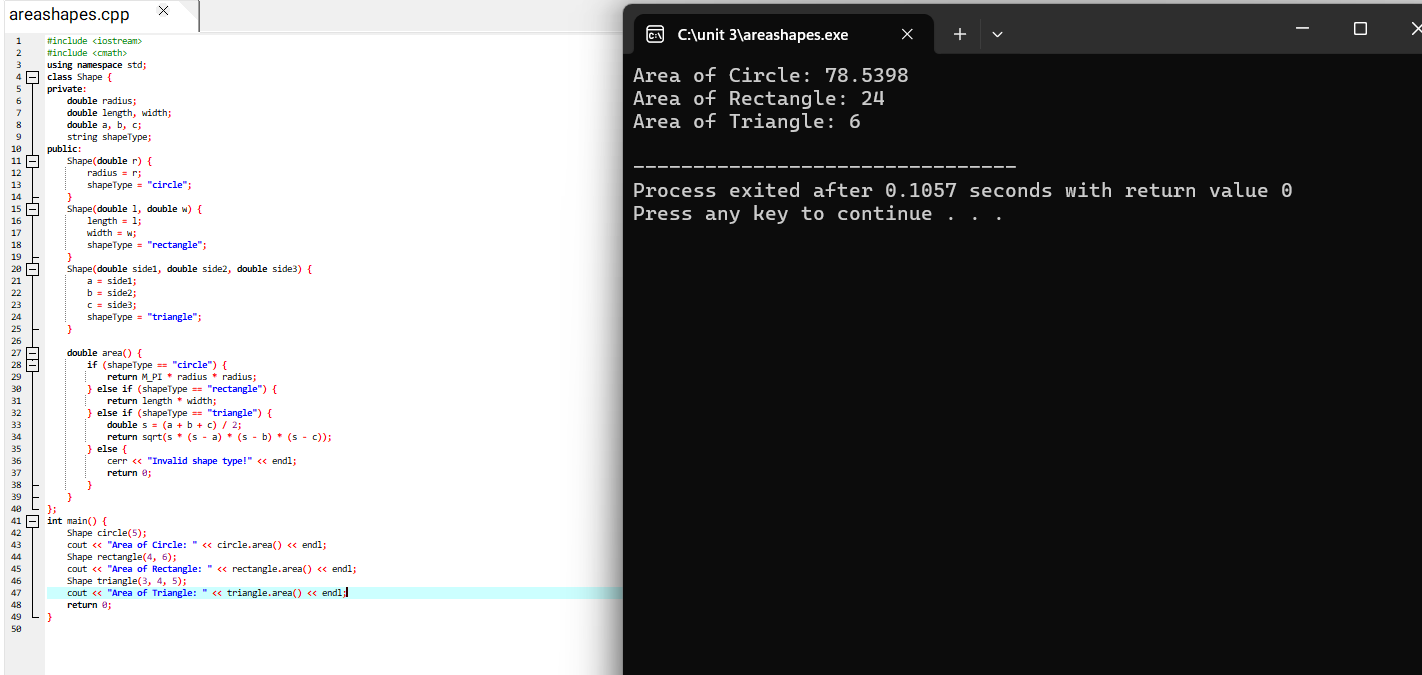 areashapes.cpp
1 #include <iostream>
2 #include <cmath>
3 using namespace std;
4 class Shape {
5 private:
6     double radius;
7     double length, width;
8     double a, b, c;
9     string shapeType;
10 public:
11     Shape(double r) {
12         radius = r;
13         shapeType = "circle";
14     }
15     Shape(double l, double w) {
16         length = l;
17         width = w;
18         shapeType = "rectangle";
19     }
20     Shape(double side1, double side2, double side3) {
21         a = side1;
22         b = side2;
23         c = side3;
24         shapeType = "triangle";
25     }
26
27     double area() {
28         if (shapeType == "circle") {
29             return M_PI * radius * radius;
30         } else if (shapeType == "rectangle") {
31             return length * width;
32         } else if (shapeType == "triangle") {
33             double s = (a + b + c) / 2;
34             return sqrt(s * (s - a) * (s - b) * (s - c));
35         } else {
36             cerr << "Invalid shape type!" << endl;
37             return 0;
38         }
39     }
40 };
41 int main() {
42     Shape circle(5);
43     cout << "Area of Circle: " << circle.area() << endl;
44     Shape rectangle(4, 6);
45     cout << "Area of Rectangle: " << rectangle.area() << endl;
46     Shape triangle(3, 4, 5);
47     cout << "Area of Triangle: " << triangle.area() << endl;
48     return 0;
49 }
50
C:\unit 3\areashapes.exe
Area of Circle: 78.5398
Area of Rectangle: 24
Area of Triangle: 6
--------------------------------
Process exited after 0.1057 seconds with return value 0
Press any key to continue . . .